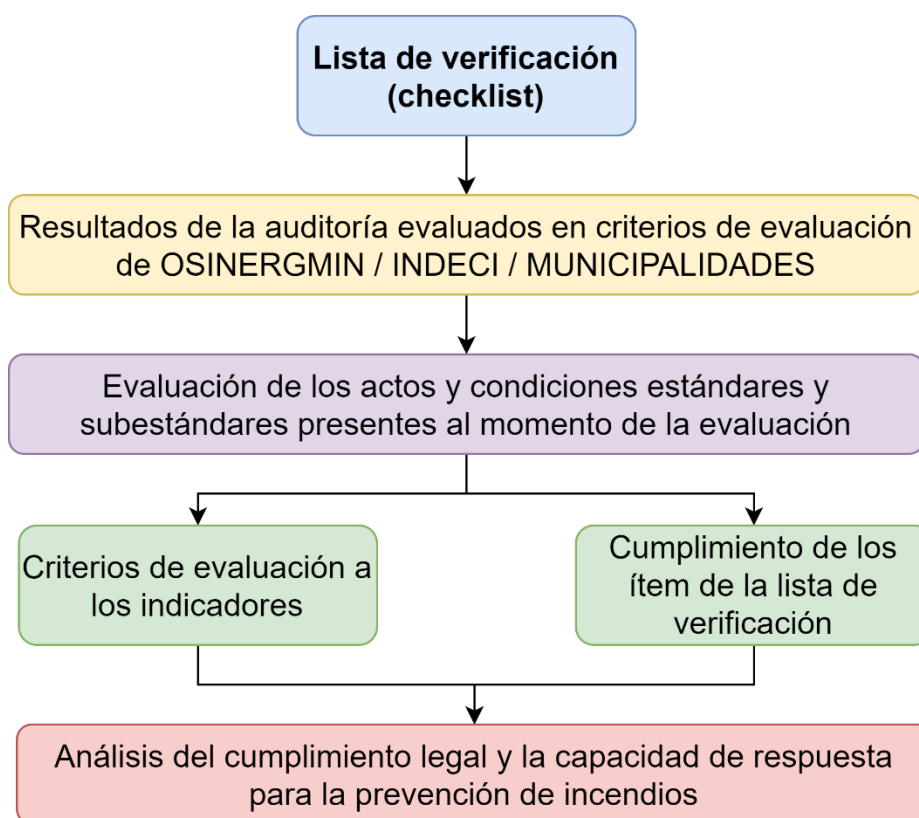 Lista de verificación
(checklist)
Resultados de la auditoría evaluados en criterios de evaluación
de OSINERGMIN / INDECI / MUNICIPALIDADES
Evaluación de los actos y condiciones estándares y
subestándares presentes al momento de la evaluación
Criterios de evaluación a
los indicadores
Cumplimiento de los
ítem de la lista de
verificación
Análisis del cumplimiento legal y la capacidad de respuesta
para la prevención de incendios